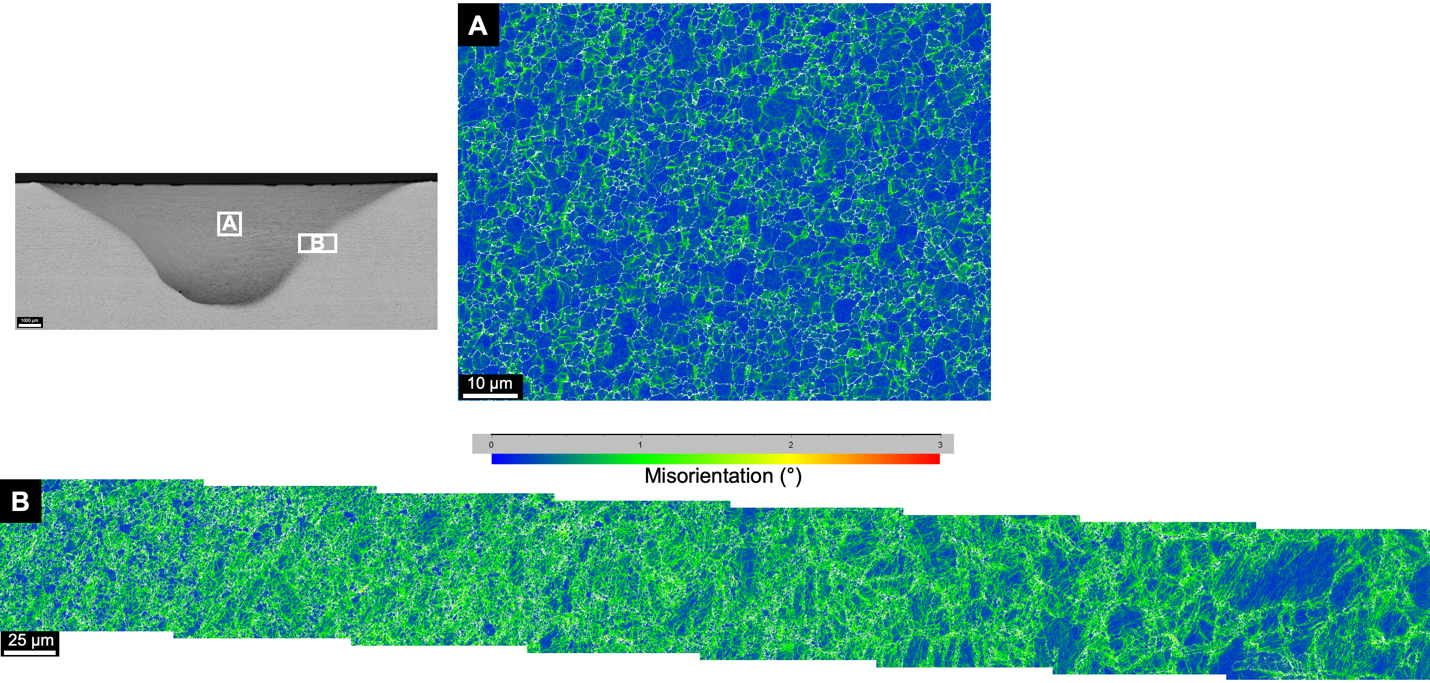 A
A
B
1000 µm
10 µm
0 1 2 3
Misorientation (°)
B
25 µm